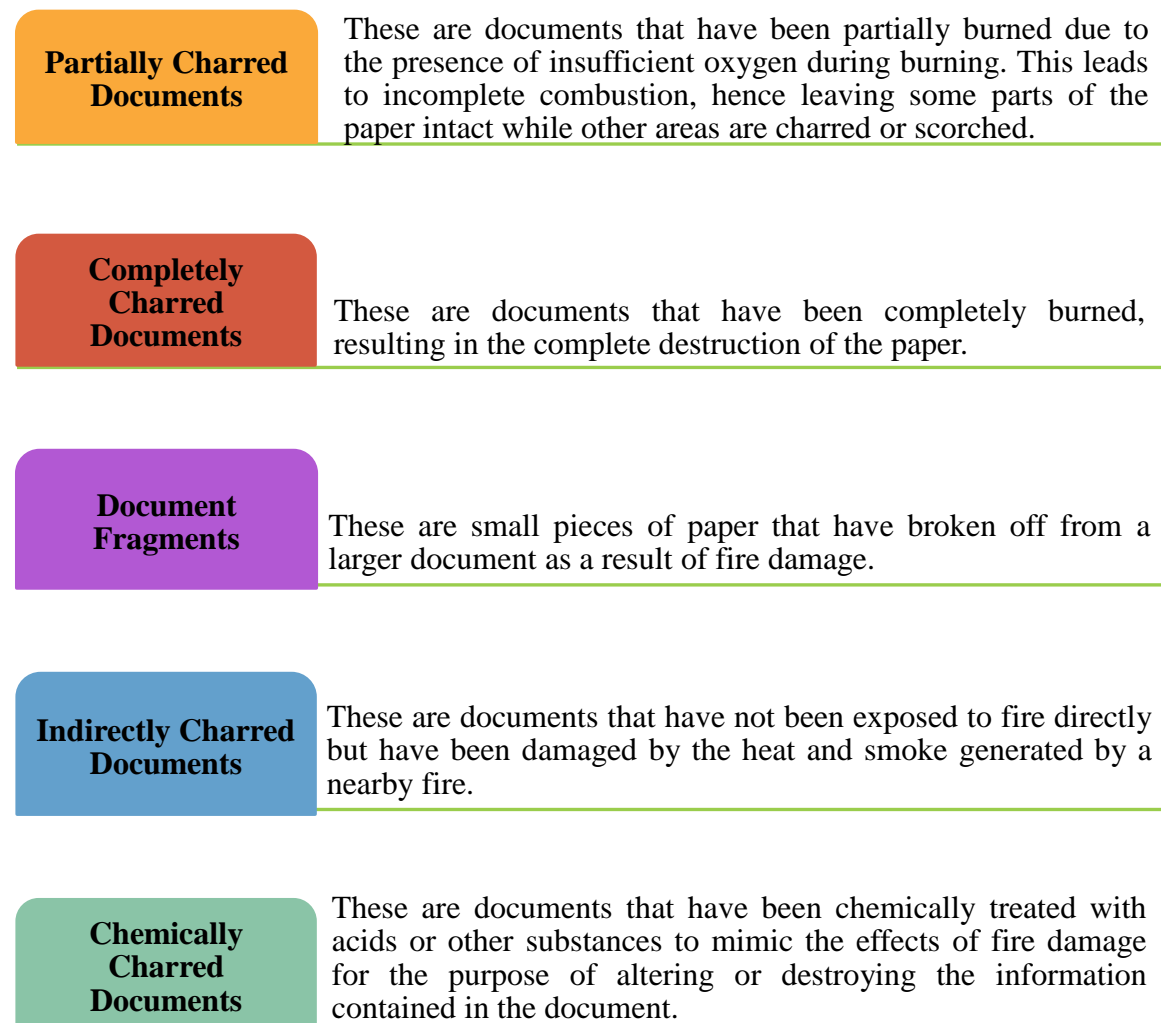 Partially Charred
Documents
These are documents that have been partially burned due to
the presence of insufficient oxygen during burning. This leads
to incomplete combustion, hence leaving some parts of the
paper intact while other areas are charred or scorched.
Completely
Charred
Documents
These are documents that have been completely burned,
resulting in the complete destruction of the paper.
Document
Fragments
These are small pieces of paper that have broken off from a
larger document as a result of fire damage.
Indirectly Charred
Documents
These are documents that have not been exposed to fire directly
but have been damaged by the heat and smoke generated by a
nearby fire.
Chemically
Charred
Documents
These are documents that have been chemically treated with
acids or other substances to mimic the effects of fire damage
for the purpose of altering or destroying the information
contained in the document.